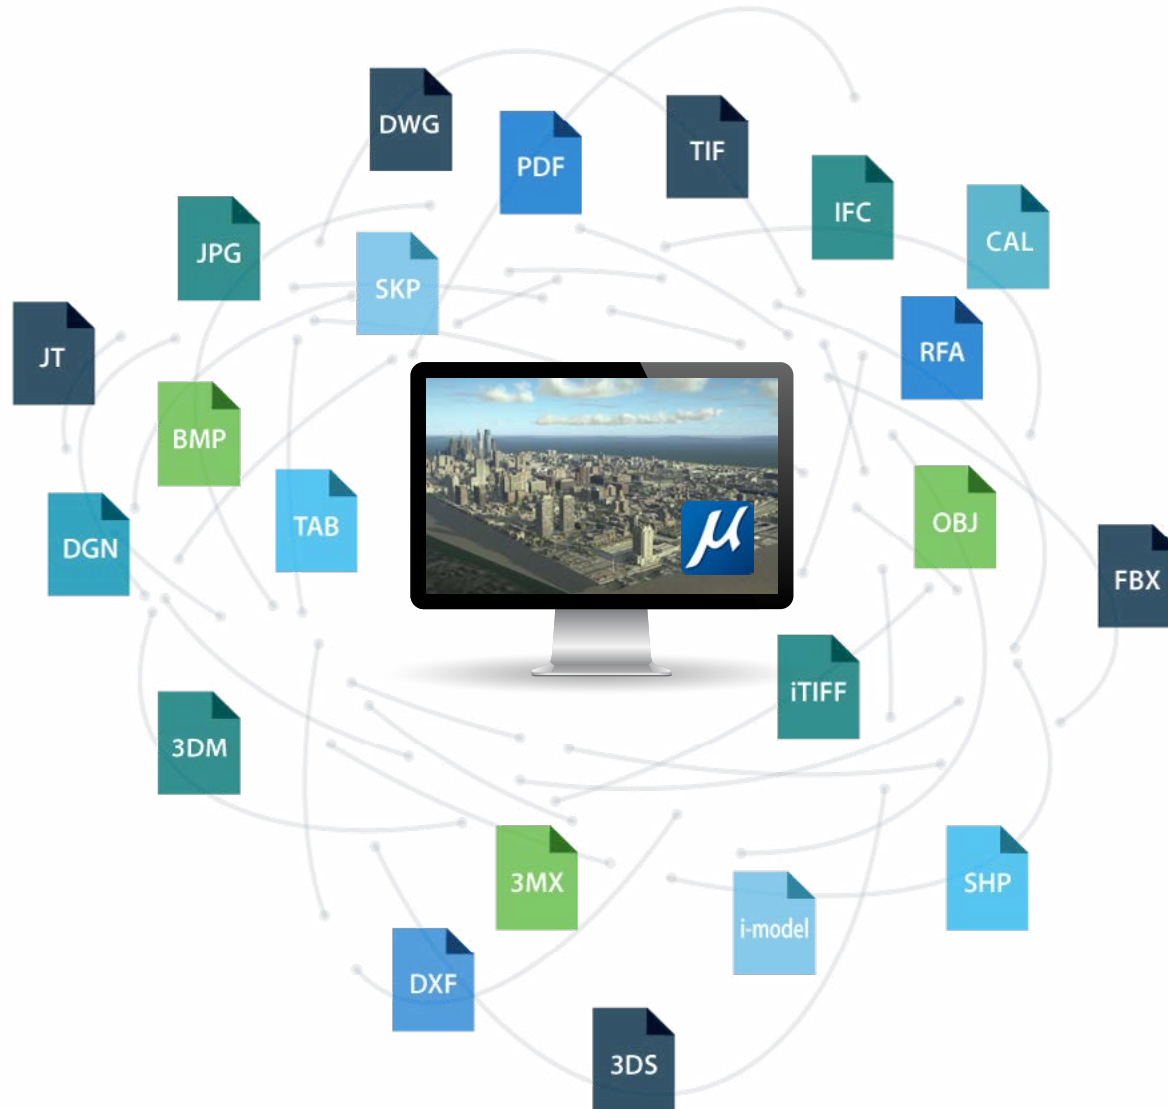 DWG
PDF
TIF
IFC
CAL
JPG
SKP
JT
RFA
BMP
TAB
OBJ
DGN
FBX
µ
iTIFF
3DM
3MX
SHP
i-model
DXF
3DS